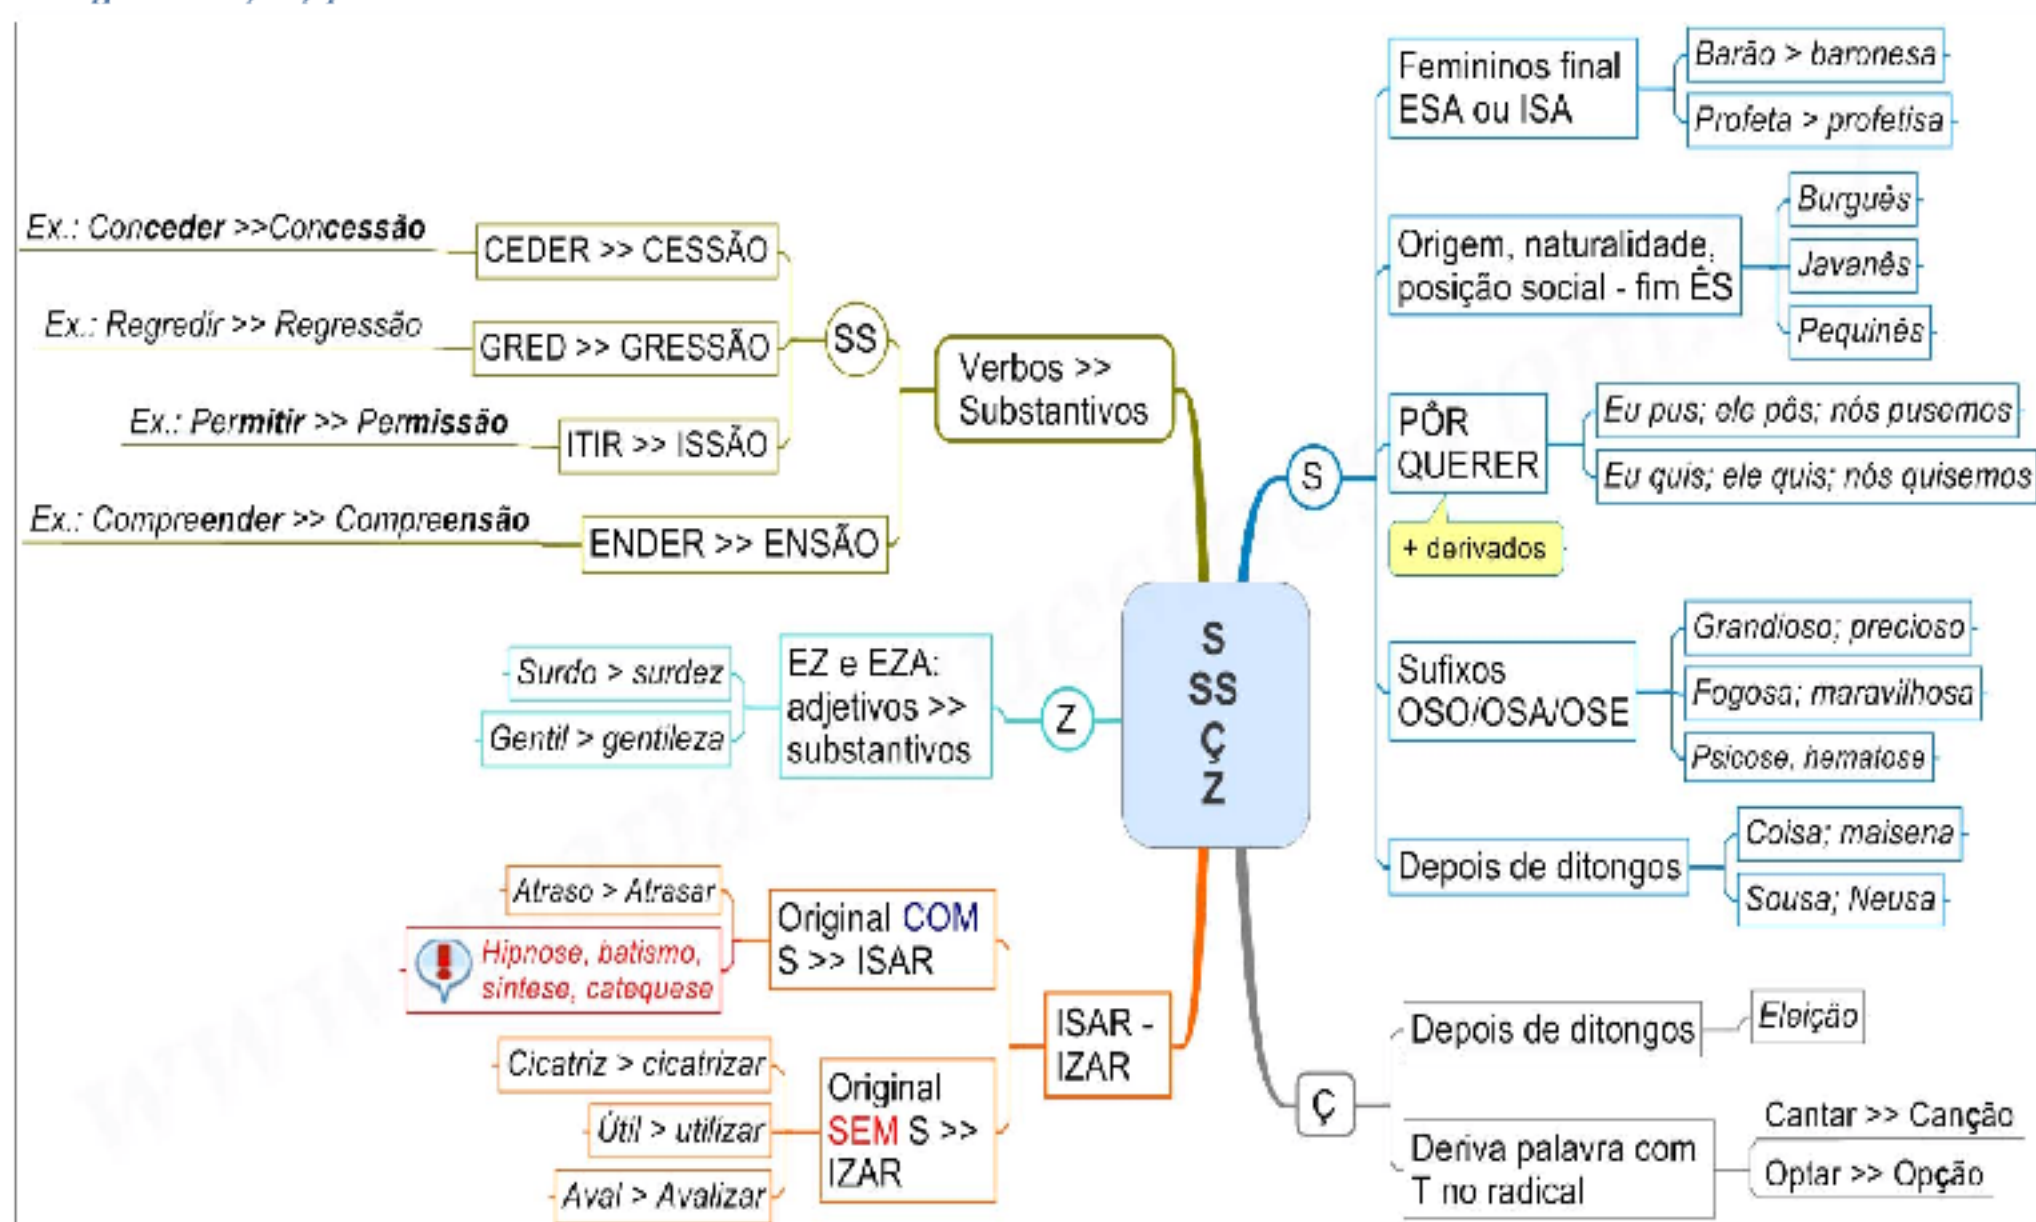 Ex.: Conceder >>Concessão
CEDER >> CESSÃO
Ex.: Regredir >> Regressão
GRED >> GRESSÃO
Ex.: Permitir >> Permissão
ITIR >> ISSÃO
Ex.: Compreender >> Compreensão
ENDER >> ENSÃO
SS
Verbos >>
Substantivos
Surdo > surdez
Gentil > gentileza
EZ e EZA:
adjetivos >>
substantivos
Z
Atraso > Atrasar
Hipnose, batismo,
síntese, catequese
Original COM
S >> ISAR
Cicatriz > cicatrizar
Útil > utilizar
Aval > Avalizar
Original
SEM S >>
IZAR
ISAR -
IZAR
S
SS
Ç
Z
S
Femininos final
ESA ou ISA
Barão > baronesa
Profeta > profetisa
Origem, naturalidade,
posição social - fim ÊS
Burguês
Javanês
Pequinês
PÔR
QUERER
+ derivados
Eu pus; ele pôs; nós pusemos
Eu quis; ele quis; nós quisemos
Sufixos
OSO/OSA/OSE
Grandioso; precioso
Fogosa; maravilhosa
Psicose, hematose
Depois de ditongos
Coisa; maisena
Sousa; Neusa
Ç
Depois de ditongos
Eleição
Deriva palavra com
T no radical
Cantar >> Canção
Optar >> Opção